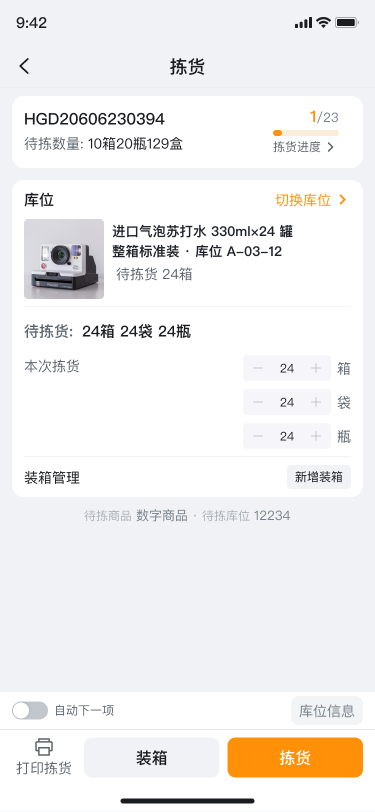 9:42
拣货
HGD20606230394
1/23
待拣数量: 10箱20瓶129盒
拣货进度
库位
切换库位
进口气泡苏打水 330ml×24 罐
整箱标准装 · 库位 A-03-12
待拣货 24箱
待拣货: 24箱 24袋 24瓶
本次拣货
24 箱
24 袋
24 瓶
装箱管理
新增装箱
待拣商品 数字商品 · 待拣库位 12234
自动下一项
库位信息
打印拣货
装箱
拣货